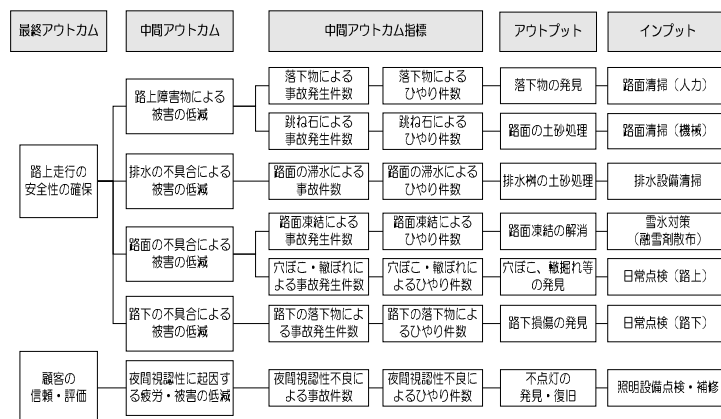 最終アウトカム
中間アウトカム
中間アウトカム指標
アウトプット
インプット
路上走行の
安全性の確保
路上障害物による
被害の低減
落下物による
事故発生件数
落下物による
ひやり件数
落下物の発見
路面清掃（人力）
跳ね石による
事故発生件数
跳ね石による
ひやり件数
路面の土砂処理
路面清掃（機械）
排水の不具合による
被害の低減
路面の滞水による
事故件数
路面の滞水による
ひやり件数
排水桝の土砂処理
排水設備清掃
路面の不具合による
被害の低減
路面凍結による
事故発生件数
路面凍結による
ひやり件数
路面凍結の解消
雪氷対策
（融雪剤散布）
穴ぼこ・轍ぼれに
よる事故発生件数
穴ぼこ・轍ぼれに
よるひやり件数
穴ぼこ、轍掘れ等
の発見
日常点検（路上）
路下の不具合による
被害の低減
路下の落下物によ
る事故発生件数
路下の落下物によ
るひやり件数
路下損傷の発見
日常点検（路下）
顧客の
信頼・評価
夜間視認性に起因す
る疲労・被害の低減
夜間視認性不良に
よる事故件数
夜間視認性不良に
よるひやり件数
不点灯の
発見・復旧
照明設備点検・補修